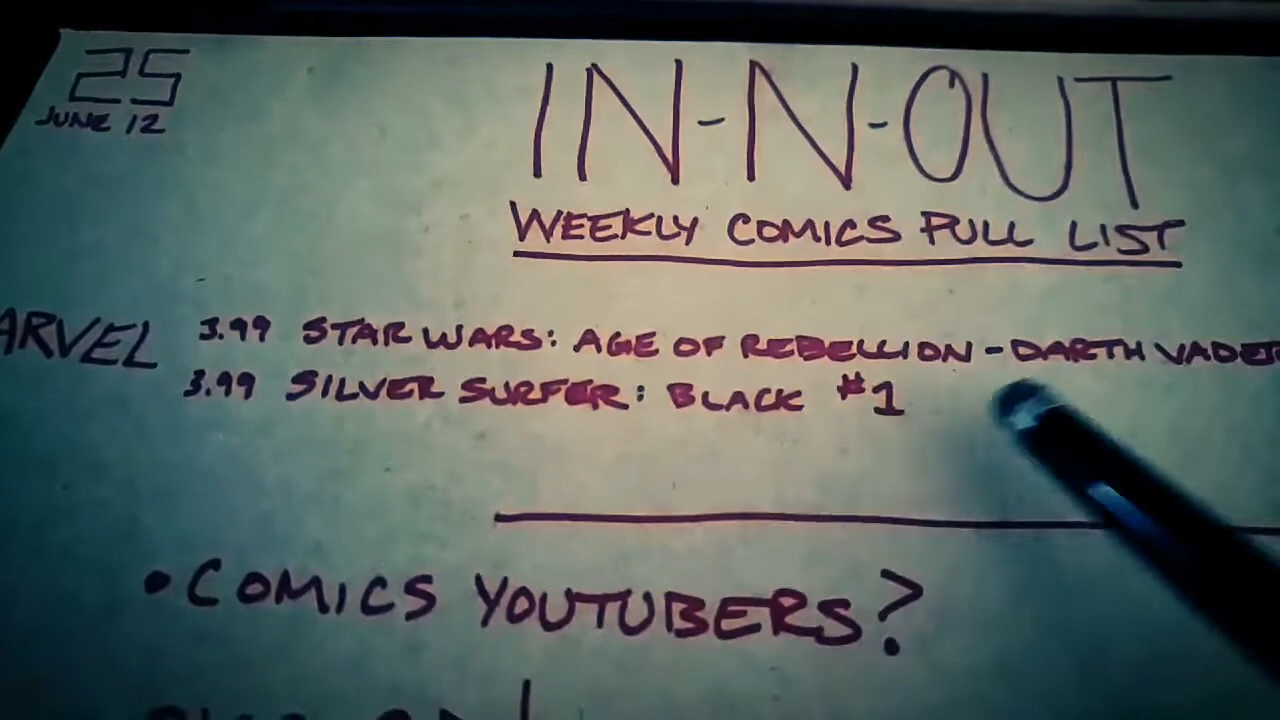 25
JUNE 12
IN-N-OUT
WEEKLY COMICS PULL LIST
ARVEL 3.99 STAR WARS: AGE OF REBELLION - DARTH VADER
3.99 SILVER SURFER: BLACK #1
• COMICS YOUTUBERS?